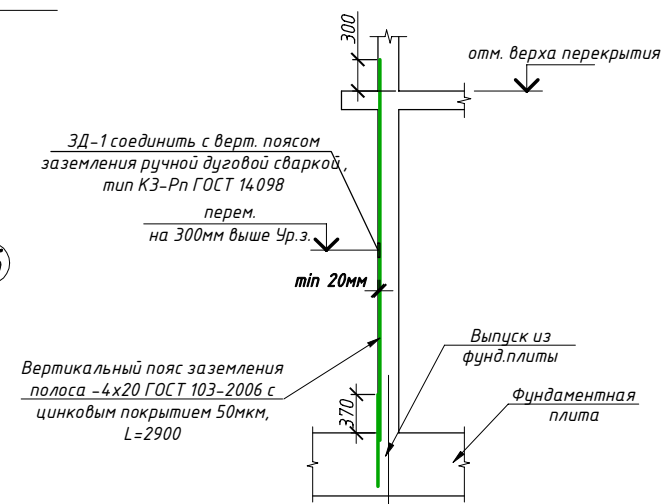 300
отм. верха перекрытия
ЗД-1 соединить с верт. поясом
заземления ручной дуговой сваркой,
тип КЗ-Рп ГОСТ 14098
перем.
на 300мм выше Ур.з.
min 20мм
Вертикальный пояс заземления
полоса -4х20 ГОСТ 103-2006 с
цинковым покрытием 50мкм,
L=2900
370
Выпуск из
фунд.плиты
Фундаментная
плита